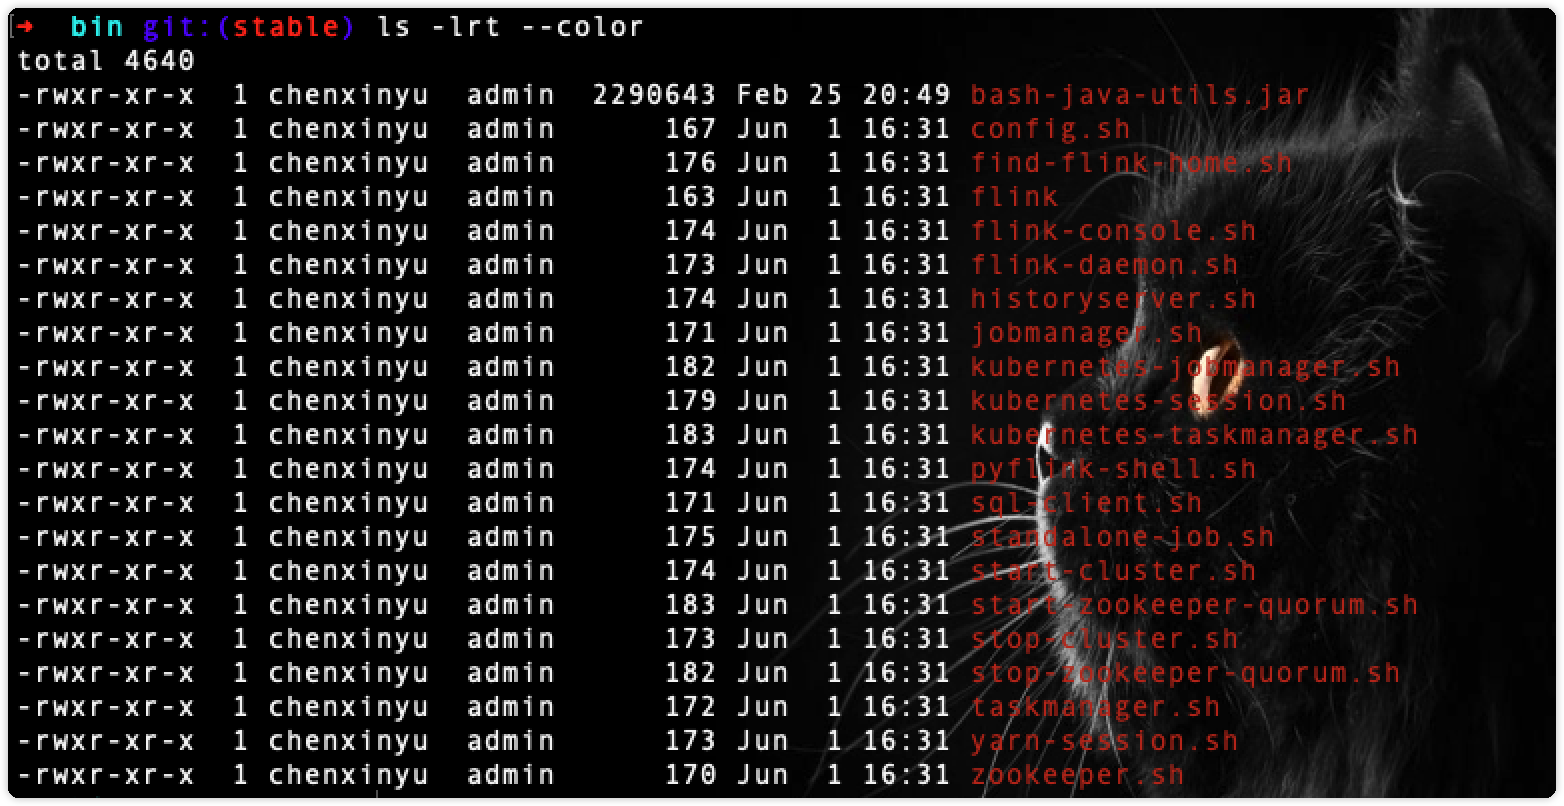 ➜  bin git:(stable) ls -lrt --color
total 4640
-rwxr-xr-x  1 chenxinyu  admin  2290643 Feb 25 20:49 bash-java-utils.jar
-rwxr-xr-x  1 chenxinyu  admin      167 Jun  1 16:31 config.sh
-rwxr-xr-x  1 chenxinyu  admin      176 Jun  1 16:31 find-flink-home.sh
-rwxr-xr-x  1 chenxinyu  admin      163 Jun  1 16:31 flink
-rwxr-xr-x  1 chenxinyu  admin      174 Jun  1 16:31 flink-console.sh
-rwxr-xr-x  1 chenxinyu  admin      173 Jun  1 16:31 flink-daemon.sh
-rwxr-xr-x  1 chenxinyu  admin      174 Jun  1 16:31 historyserver.sh
-rwxr-xr-x  1 chenxinyu  admin      171 Jun  1 16:31 jobmanager.sh
-rwxr-xr-x  1 chenxinyu  admin      182 Jun  1 16:31 kubernetes-jobmanager.sh
-rwxr-xr-x  1 chenxinyu  admin      179 Jun  1 16:31 kubernetes-session.sh
-rwxr-xr-x  1 chenxinyu  admin      183 Jun  1 16:31 kubernetes-taskmanager.sh
-rwxr-xr-x  1 chenxinyu  admin      174 Jun  1 16:31 pyflink-shell.sh
-rwxr-xr-x  1 chenxinyu  admin      171 Jun  1 16:31 sql-client.sh
-rwxr-xr-x  1 chenxinyu  admin      175 Jun  1 16:31 standalone-job.sh
-rwxr-xr-x  1 chenxinyu  admin      174 Jun  1 16:31 start-cluster.sh
-rwxr-xr-x  1 chenxinyu  admin      183 Jun  1 16:31 start-zookeeper-quorum.sh
-rwxr-xr-x  1 chenxinyu  admin      173 Jun  1 16:31 stop-cluster.sh
-rwxr-xr-x  1 chenxinyu  admin      182 Jun  1 16:31 stop-zookeeper-quorum.sh
-rwxr-xr-x  1 chenxinyu  admin      172 Jun  1 16:31 taskmanager.sh
-rwxr-xr-x  1 chenxinyu  admin      173 Jun  1 16:31 yarn-session.sh
-rwxr-xr-x  1 chenxinyu  admin      170 Jun  1 16:31 zookeeper.sh